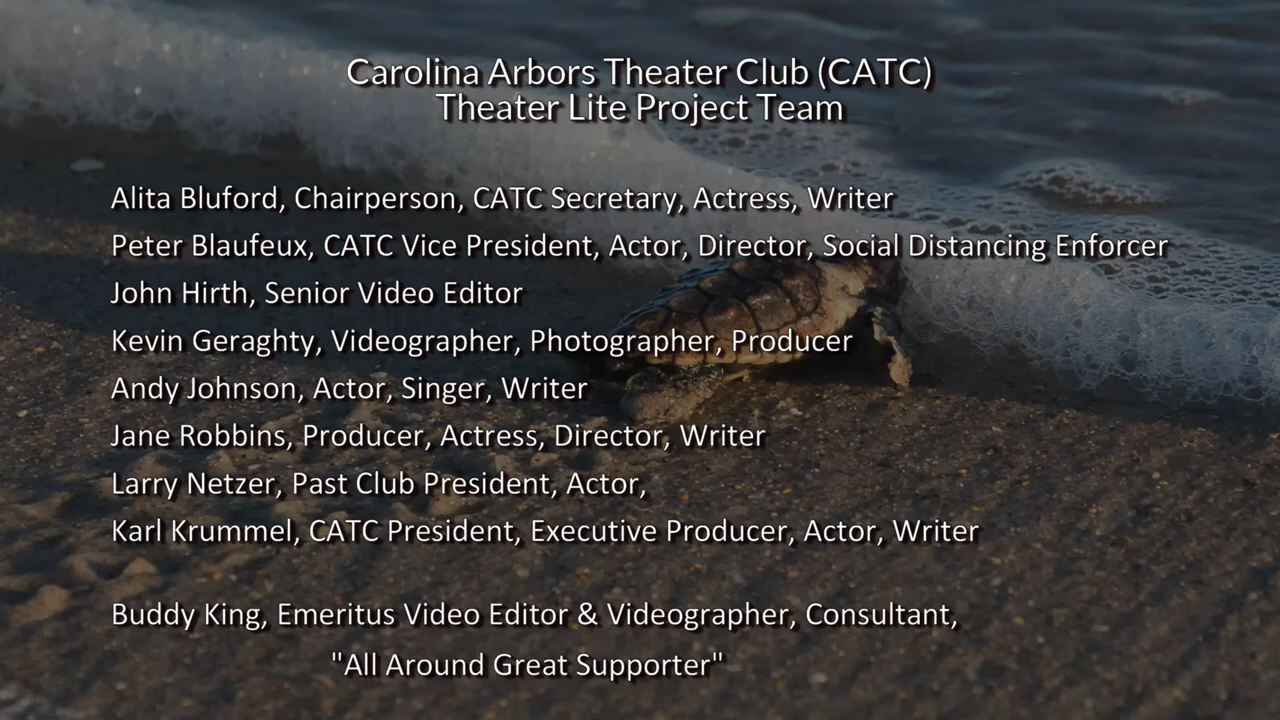 Carolina Arbors Theater Club (CATC)
Theater Lite Project Team
Alita Bluford, Chairperson, CATC Secretary, Actress, Writer
Peter Blaufeux, CATC Vice President, Actor, Director, Social Distancing Enforcer
John Hirth, Senior Video Editor
Kevin Geraghty, Videographer, Photographer, Producer
Andy Johnson, Actor, Singer, Writer
Jane Robbins, Producer, Actress, Director, Writer
Larry Netzer, Past Club President, Actor,
Karl Krummel, CATC President, Executive Producer, Actor, Writer
Buddy King, Emeritus Video Editor & Videographer, Consultant,
"All Around Great Supporter"